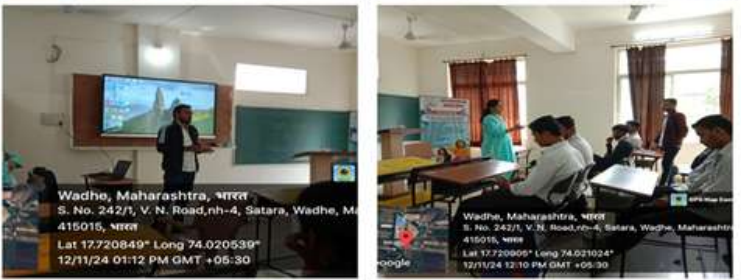 Wadhe, Maharashtra, भारत
S. No. 242/1, V. N. Road,nh-4, Satara, Wadhe, Ma
415015, भारत
Lat 17.720849° Long 74.020539°
12/11/24 01:12 PM GMT +05:30
GPS Map Cam
Wadhe, Maharashtra, भारत
S. No. 242/1, V. N. Road,nh-4, Satara, Wadhe, Maharashtra
415015, भारत
Lat 17.720905° Long 74.021024°
12/11/24 12:10 PM GMT +05:30
oogle